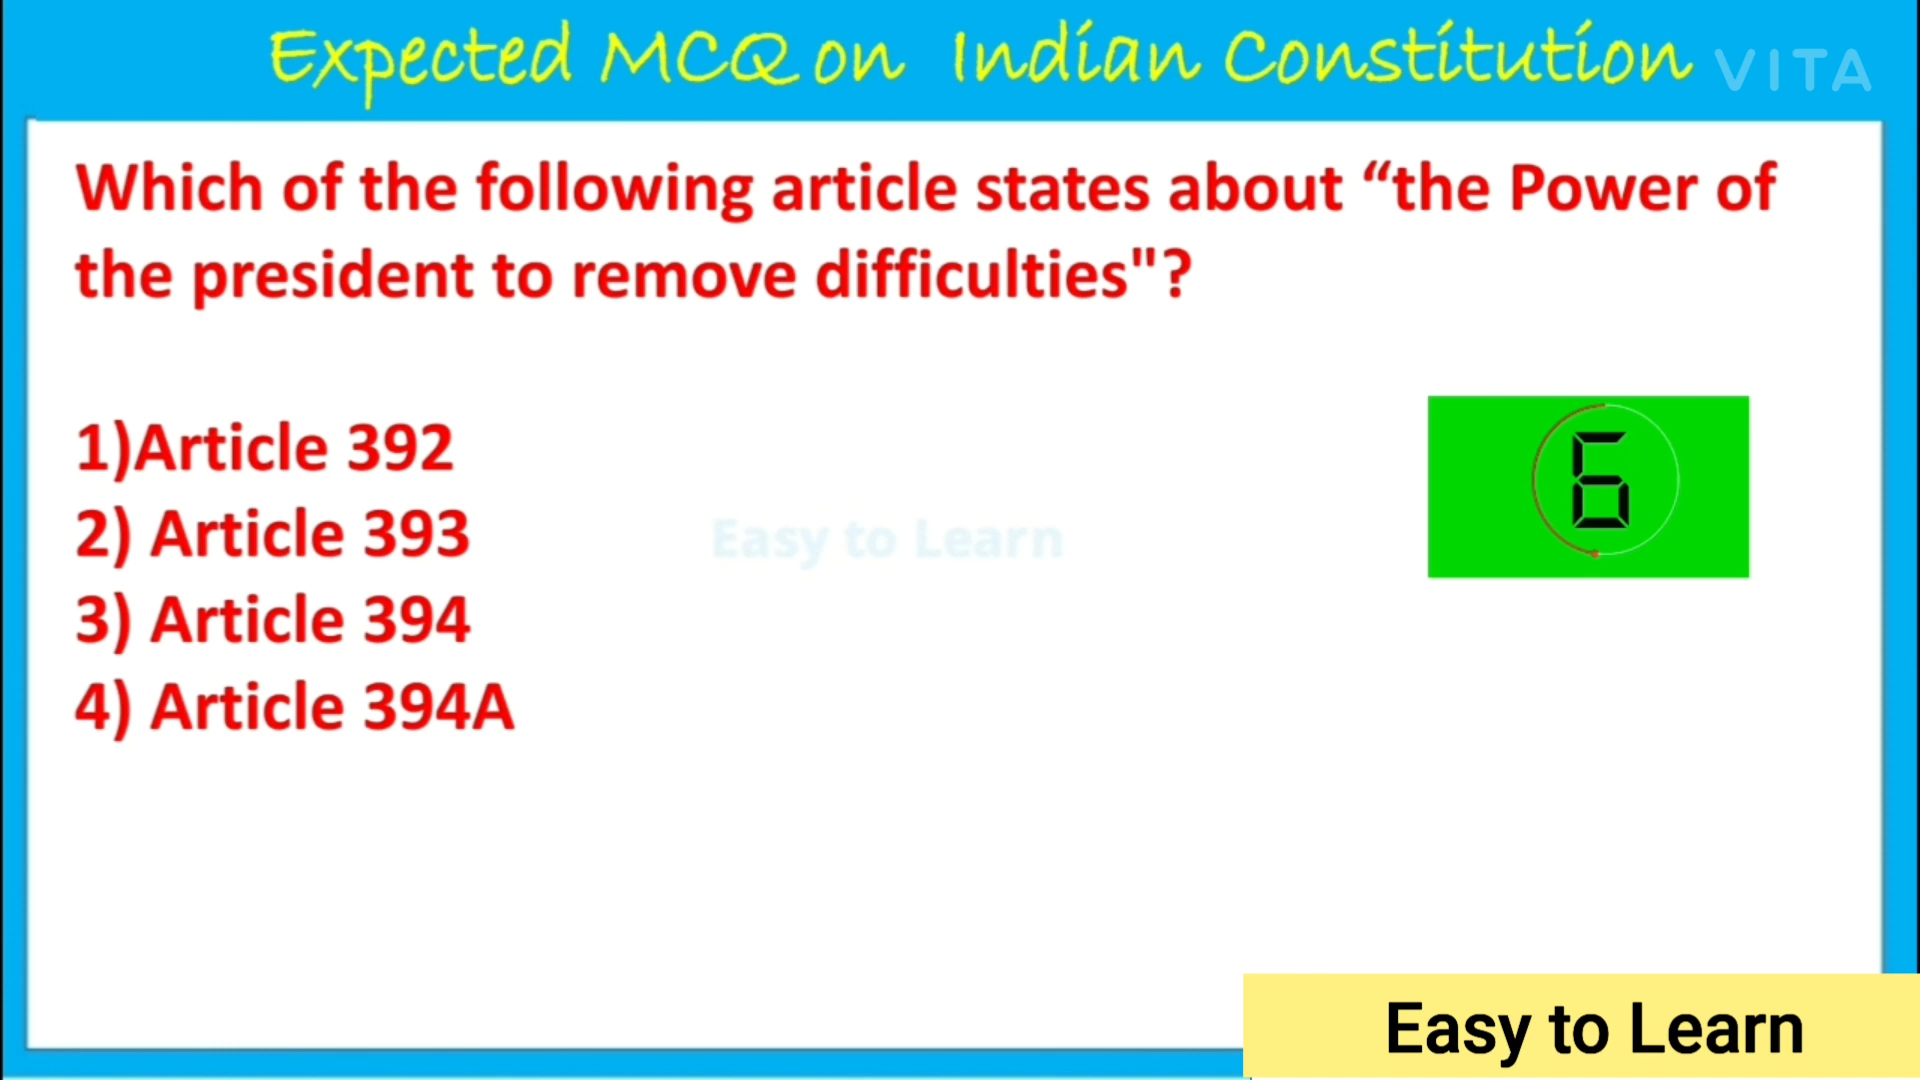 Expected MCQ on Indian Constitution
VITA
Which of the following article states about “the Power of
the president to remove difficulties"?
1)Article 392
2) Article 393
3) Article 394
4) Article 394A
6
Easy to Learn
Easy to Learn